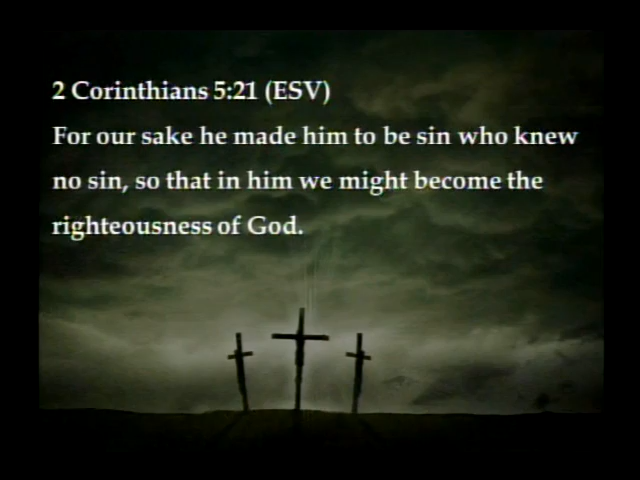 2 Corinthians 5:21 (ESV)
For our sake he made him to be sin who knew
no sin, so that in him we might become the
righteousness of God.